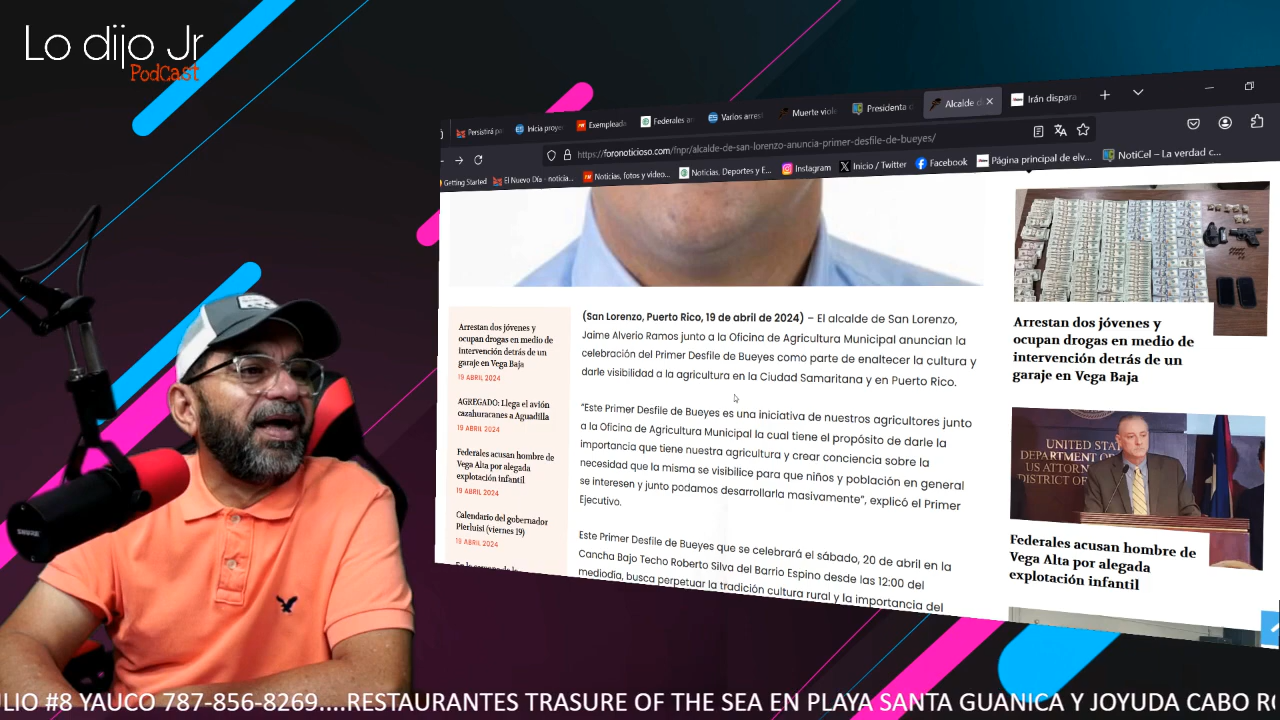 Lo dijo Jr
PodCast
Persistirá pa
Inicia proye
Exempleada
Federales an
Varios arrest
Muerte viole
Presidenta d
Alcalde de
Irán dispara
https://foronoticioso.com/fnpr/alcalde-de-san-lorenzo-anuncia-primer-desfile-de-bueyes/
Getting Started
El Nuevo Día - noticia...
Noticias, fotos y video...
Noticias, Deportes y E...
Instagram
Inicio / Twitter
Facebook
Página principal de elv...
NotiCel – La verdad c...
Arrestan dos jóvenes y
ocupan drogas en medio de
intervención detrás de un
garaje en Vega Baja
19 ABRIL 2024
AGREGADO: Llega el avión
cazahuracanes a Aguadilla
19 ABRIL 2024
Federales acusan hombre de
Vega Alta por alegada
explotación infantil
19 ABRIL 2024
Calendario del gobernador
Pierluisi (viernes 19)
19 ABRIL 2024
(San Lorenzo, Puerto Rico, 19 de abril de 2024) – El alcalde de San Lorenzo,
Jaime Alverio Ramos junto a la Oficina de Agricultura Municipal anuncian la
celebración del Primer Desfile de Bueyes como parte de enaltecer la cultura y
darle visibilidad a la agricultura en la Ciudad Samaritana y en Puerto Rico.
“Este Primer Desfile de Bueyes es una iniciativa de nuestros agricultores junto
a la Oficina de Agricultura Municipal la cual tiene el propósito de darle la
importancia que tiene nuestra agricultura y crear conciencia sobre la
necesidad que la misma se visibilice para que niños y población en general
se interesen y junto podamos desarrollarla masivamente”, explicó el Primer
Ejecutivo.
Este Primer Desfile de Bueyes que se celebrará el sábado, 20 de abril en la
Cancha Bajo Techo Roberto Silva del Barrio Espino desde las 12:00 del
mediodía, busca perpetuar la tradición cultura rural y la importancia del
Arrestan dos jóvenes y
ocupan drogas en medio de
intervención detrás de un
garaje en Vega Baja
UNITED STA
DEPARTMENT OF
US ATTORN
DISTRICT OF
Federales acusan hombre de
Vega Alta por alegada
explotación infantil
SHURE
ULIO #8 YAUCO 787-856-8269....RESTAURANTES TRASURE OF THE SEA EN PLAYA SANTA GUANICA Y JOYUDA CABO RO